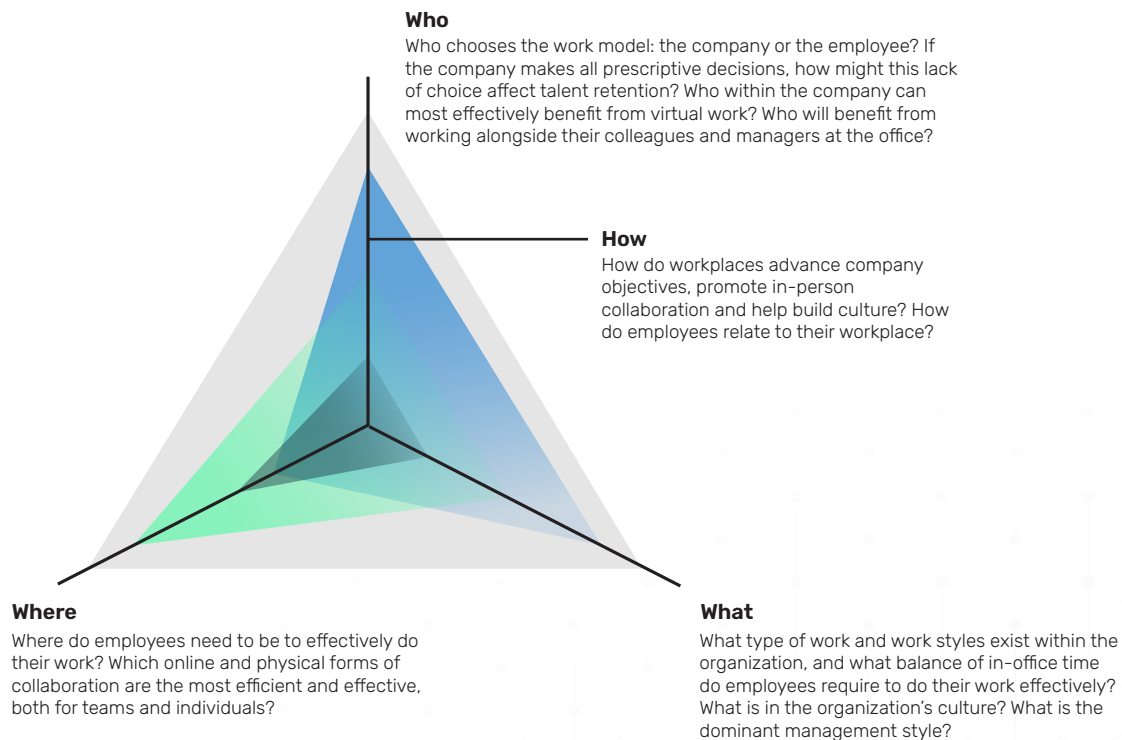 Who
Who chooses the work model: the company or the employee? If
the company makes all prescriptive decisions, how might this lack
of choice affect talent retention? Who within the company can
most effectively benefit from virtual work? Who will benefit from
working alongside their colleagues and managers at the office?
How
How do workplaces advance company
objectives, promote in-person
collaboration and help build culture? How
do employees relate to their workplace?
Where
Where do employees need to be to effectively do
their work? Which online and physical forms of
collaboration are the most efficient and effective,
both for teams and individuals?
What
What type of work and work styles exist within the
organization, and what balance of in-office time
do employees require to do their work effectively?
What is in the organization’s culture? What is the
dominant management style?